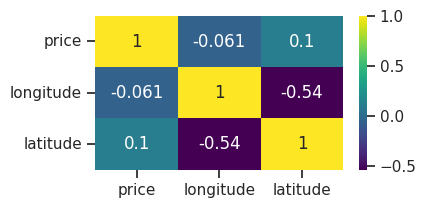 price 1 -0.061 0.1
longitude -0.061 1 -0.54
latitude 0.1 -0.54 1
price longitude latitude
1.0
0.5
0.0
−0.5